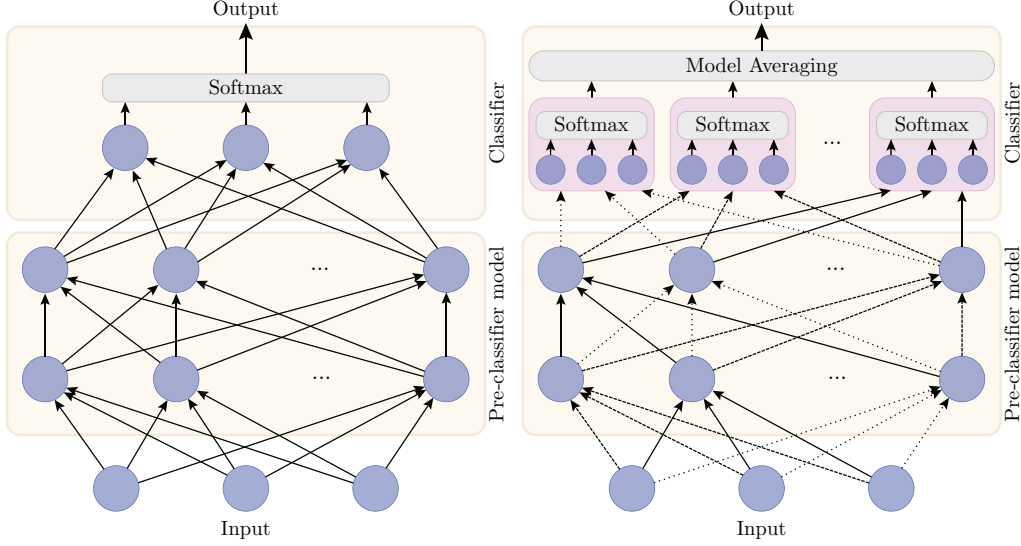 Output
Softmax
Classifier
...
Pre-classifier model
...
Input
Output
Model Averaging
Softmax
Softmax
...
Softmax
Classifier
...
Pre-classifier model
...
Input